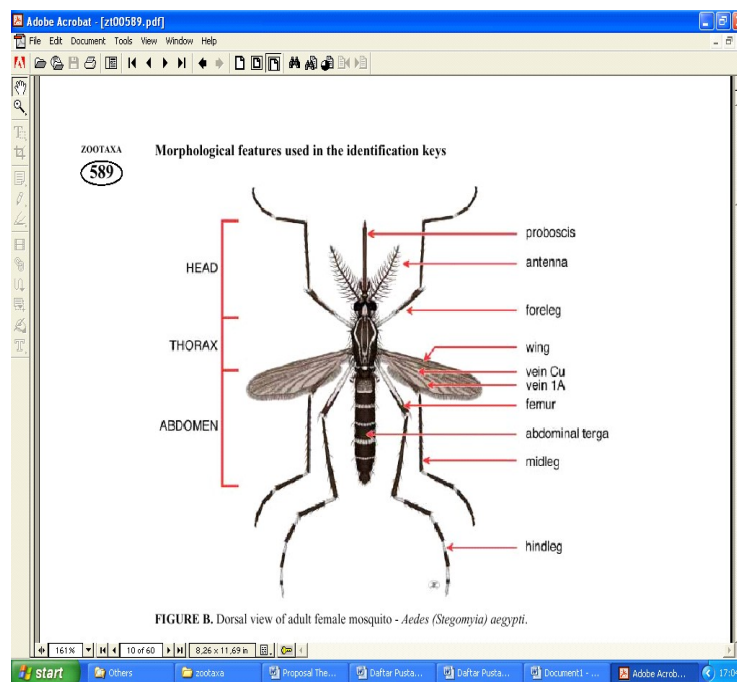 Adobe Acrobat - [zt00589.pdf]
File Edit Document Tools View Window Help
ZOOTAXA
589
Morphological features used in the identification keys
HEAD
THORAX
ABDOMEN
proboscis
antenna
foreleg
wing
vein Cu
vein 1A
femur
abdominal terga
midleg
hindleg
FIGURE B. Dorsal view of adult female mosquito - Aedes (Stegomyia) aegypti.
161% 10 of 60 8,26 x 11,69 in
start Others zootaxa Proposal The... Daftar Pusta... Daftar Pusta... Document1 - ... Adobe Acrob...